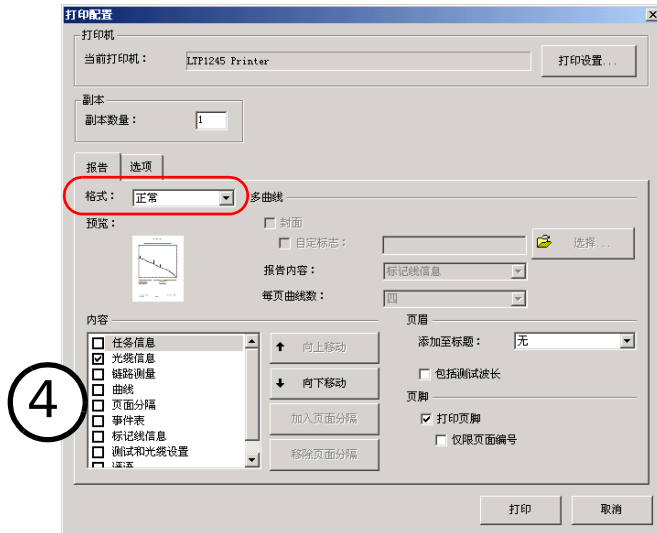 打印配置
打印机
当前打印机：
LTP1245 Printer
打印设置...
副本
副本数量：
1
报告
选项
格式：
正常
多曲线
预览：
封面
自定标志：
选择...
报告内容：
标记线信息
每页曲线数：
四
内容
任务信息
光缆信息
链路测量
曲线
页面分隔
事件表
标记线信息
测试和光缆设置
向上移动
向下移动
加入页面分隔
移除页面分隔
页眉
添加至标题：
无
包括测试波长
页脚
打印页脚
仅限页面编号
4
打印
取消